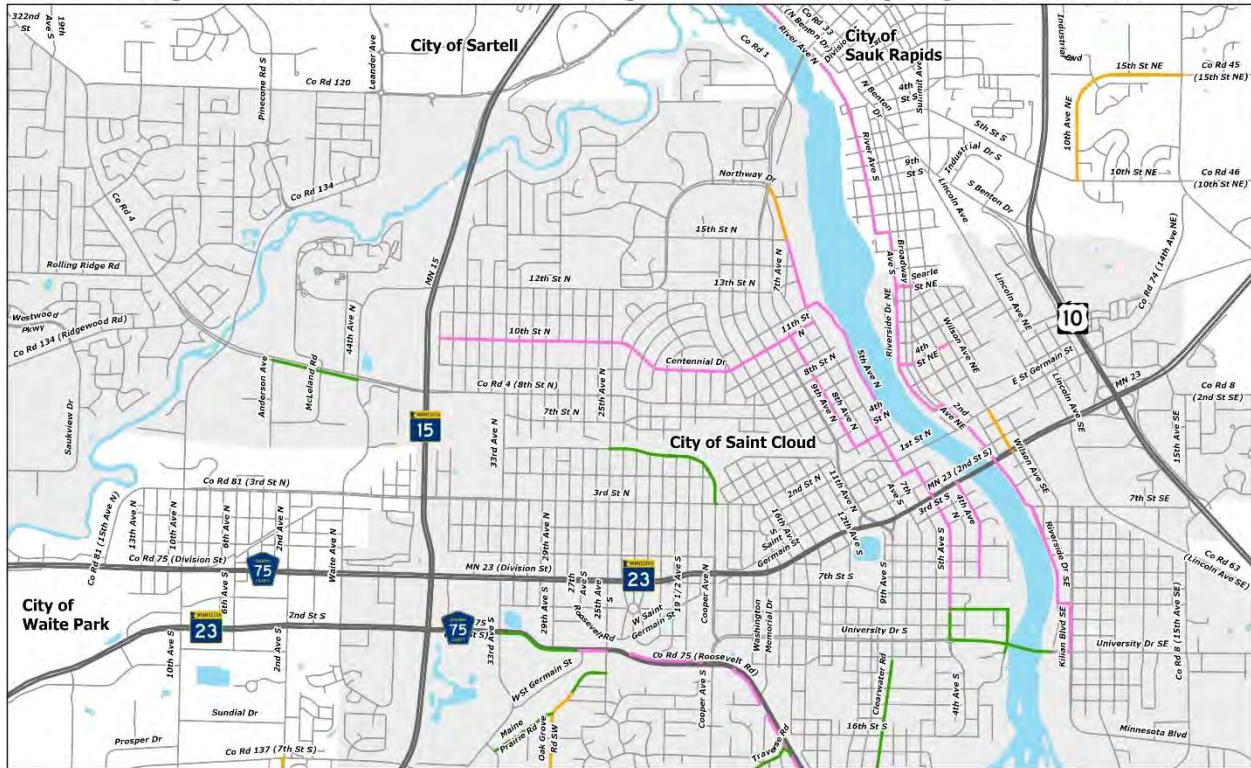 322nd
St
19th
Ave S
Pinecone Rd S
Leander Ave
Co Rd 120
City of Sartell
Co Rd 1
River Ave N
Co Rd 33
(N Benton Dr)
Division
City of
Sauk Rapids
Summit Ave
4th
St S
N Benton
Dr
River Ave S
9th
St S
5th St S
Industrial Dr S
S Benton Dr
Lincoln Ave
Industrial
Blvd
15th St NE
Co Rd 45
(15th St NE)
10th Ave NE
10th St NE
Co Rd 46
(10th St NE)
Co Rd 74 (14th Ave NE)
Co Rd 134
Co Rd 4
Northway Dr
15th St N
7th Ave N
12th St N
13th St N
Broadway
Ave S
Searle
St NE
Riverside Dr NE
Lincoln Ave NE
Wilson Ave NE
4th
St NE
E St Germain St
10
MN 23
Rolling Ridge Rd
Westwood
Pkwy
Co Rd 134 (Ridgewood Rd)
44th Ave N
MN 15
10th St N
11th St
N
Centennial Dr
5th Ave N
8th St N
9th Ave N
8th Ave N
4th
St N
Anderson Ave
McLeland Rd
Co Rd 4 (8th St N)
7th St N
25th Ave N
Saukview Dr
15
33rd Ave N
City of Saint Cloud
1st St N
2nd
Ave NE
Wilson Ave SE
Lincoln Ave SE
15th Ave SE
Co Rd 8
(2nd St SE)
MN 23 (2nd St S)
Co Rd 81 (3rd St N)
3rd St N
2nd St N
11th Ave N
7th
Ave S
3rd St S
4th Ave
N
7th St SE
Co Rd 81 (15th Ave N)
13th Ave N
10th Ave N
6th Ave N
2nd Ave N
Waite Ave N
29th Ave N
16th Av S
12th Ave S
Saint
Germain St
Co Rd 75 (Division St)
75
MN 23 (Division St)
23
27th
Ave S
25th Ave S
19 1/2 Ave S
Cooper Ave N
7th St S
9th Ave S
5th Ave S
Riverside Dr SE
Co Rd 63
(Lincoln Ave SE)
City of
Waite Park
23
6th Ave S
2nd St S
2nd Ave S
10th Ave S
75
33rd Ave S
29th Ave S
Roosevelt Rd
W Saint
Germain St
Washington
Memorial Dr
University Dr S
Kilian Blvd SE
University Dr SE
Co Rd 8 (15th Ave SE)
Co Rd 75 (Roosevelt Rd)
W St Germain St
Cooper Ave S
Clearwater Rd
4th Ave S
16th St S
Maine
Prairie Rd
Oak Grove
Rd SW
Traverse Rd
Sundial Dr
Prosper Dr
Co Rd 137 (7th St S)
Minnesota Blvd